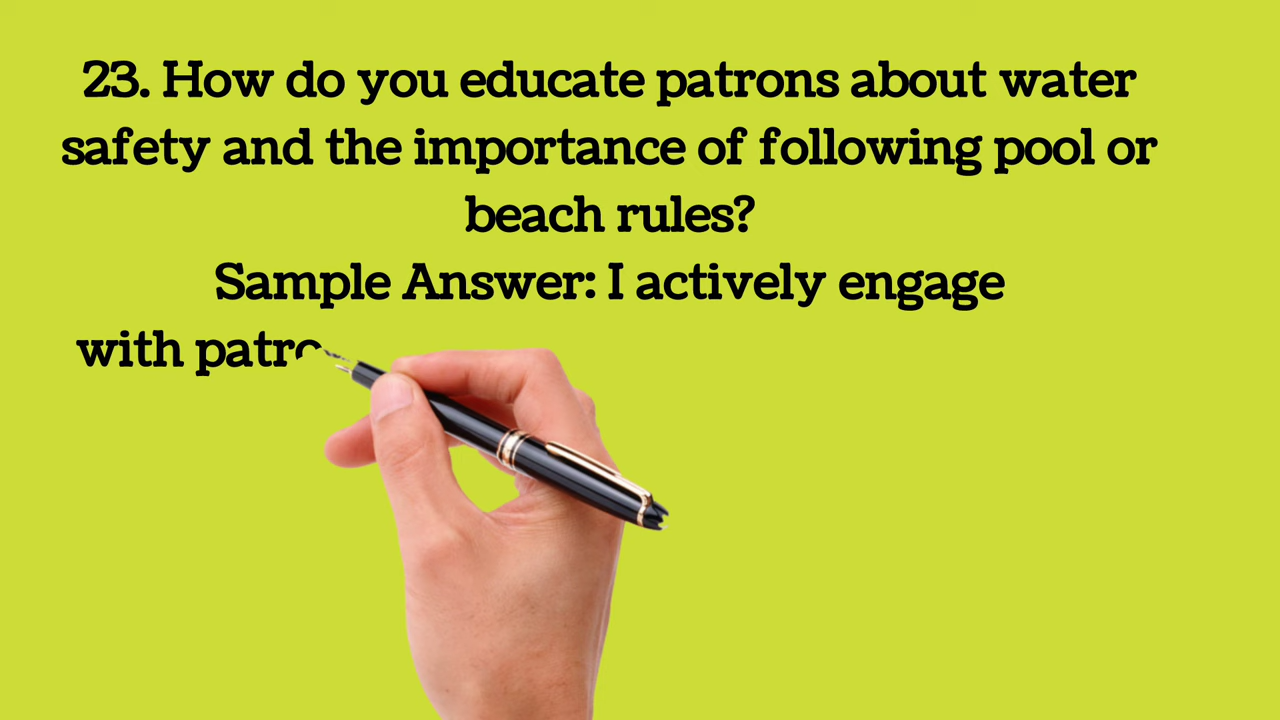 23. How do you educate patrons about water
safety and the importance of following pool or
beach rules?
Sample Answer: I actively engage
with patro